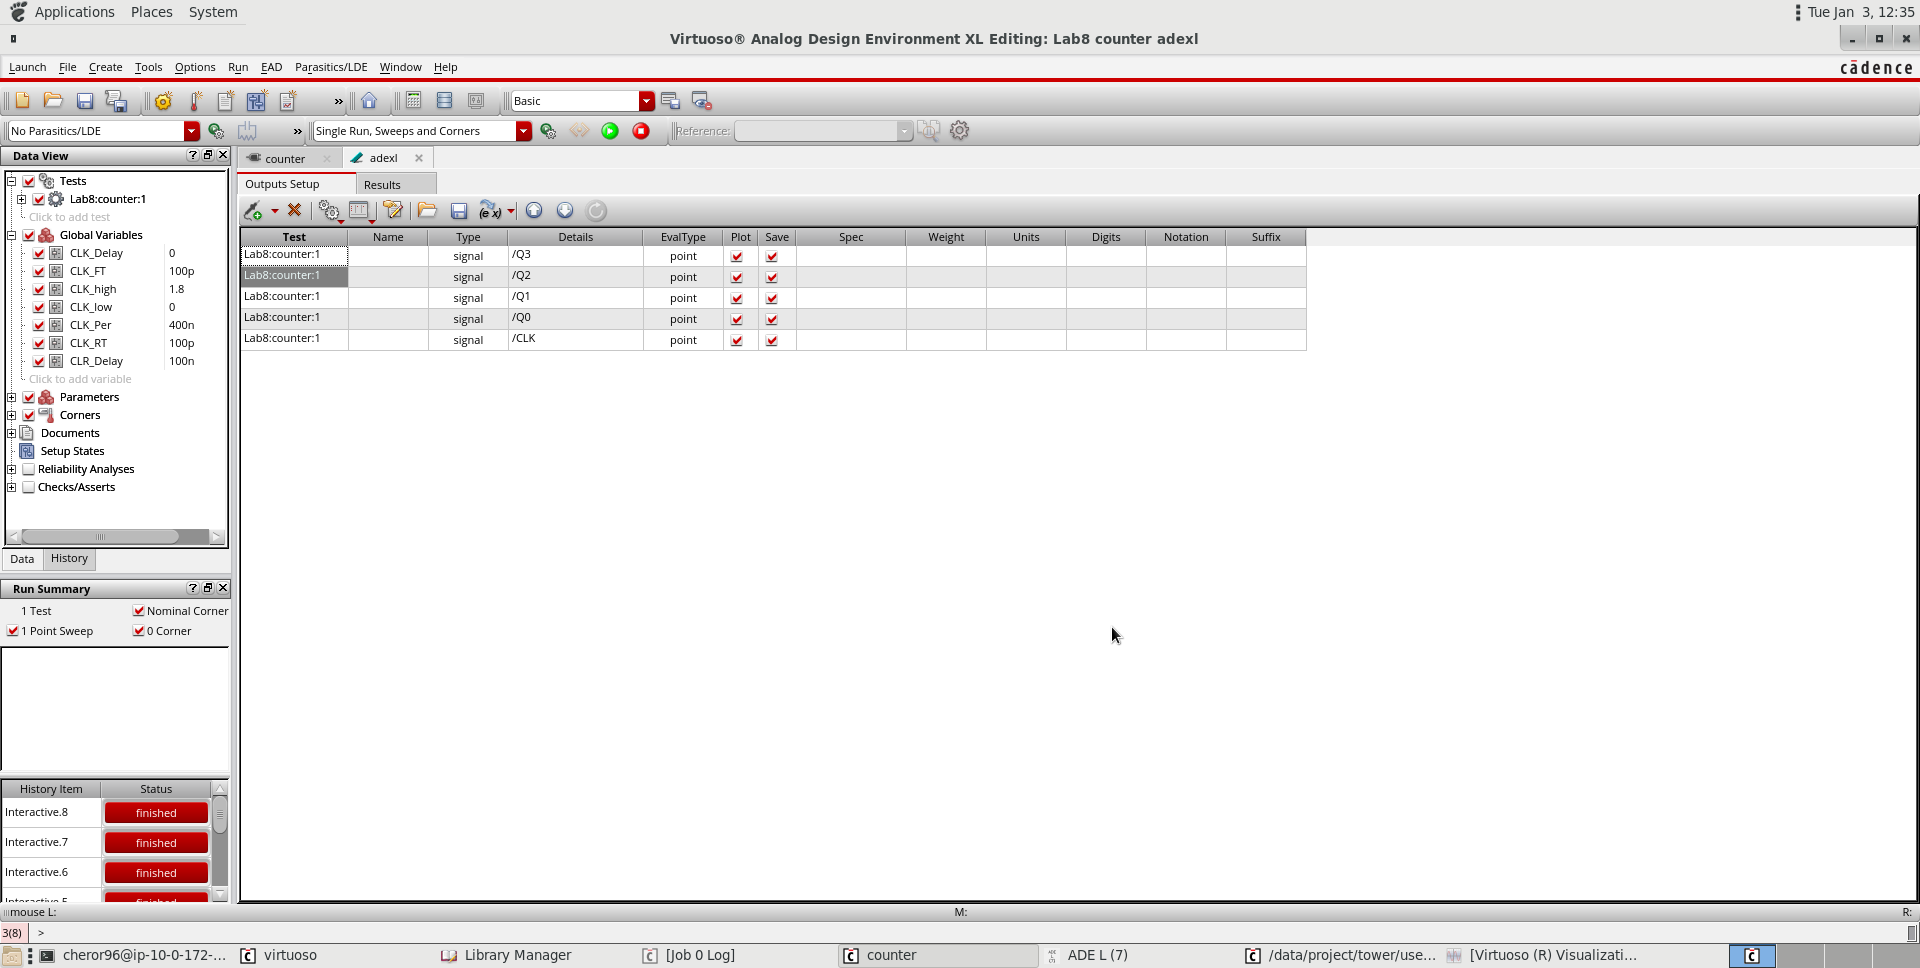 Applications Places System Tue Jan 3, 12:35
Virtuoso® Analog Design Environment XL Editing: Lab8 counter adexl
Launch File Create Tools Options Run EAD Parasitics/LDE Window Help cādence
» Basic
No Parasitics/LDE » Single Run, Sweeps and Corners Reference:
Data View ? counter adexl
Outputs Setup Results
Tests
Lab8:counter:1
Click to add test
Global Variables
CLK_Delay 0
CLK_FT 100p
CLK_high 1.8
CLK_low 0
CLK_Per 400n
CLK_RT 100p
CLR_Delay 100n
Click to add variable
Parameters
Corners
Documents
Setup States
Reliability Analyses
Checks/Asserts
Data History
Test Name Type Details EvalType Plot Save Spec Weight Units Digits Notation Suffix
Lab8:counter:1 signal /Q3 point
Lab8:counter:1 signal /Q2 point
Lab8:counter:1 signal /Q1 point
Lab8:counter:1 signal /Q0 point
Lab8:counter:1 signal /CLK point
Run Summary ?
1 Test Nominal Corner
1 Point Sweep 0 Corner
History Item Status
Interactive.8 finished
Interactive.7 finished
Interactive.6 finished
Interactive.5 finished
mouse L: M: R:
3(8) >
cheror96@ip-10-0-172-... virtuoso Library Manager [Job 0 Log] counter ADE L (7) /data/project/tower/use... [Virtuoso (R) Visualizati...